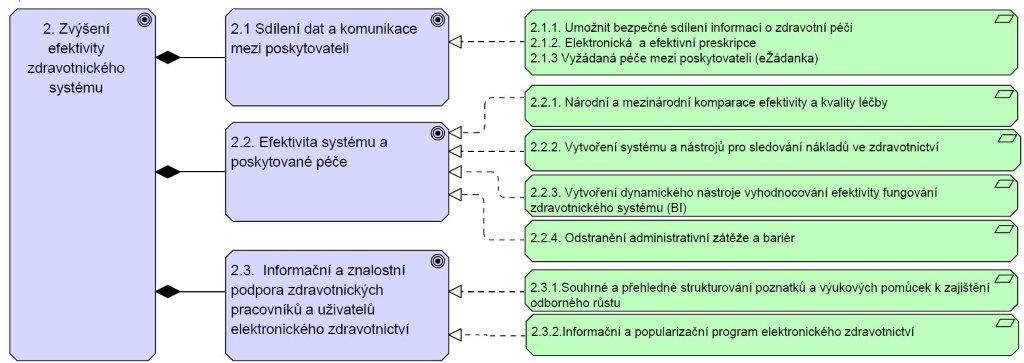 2. Zvýšení
efektivity
zdravotnického
systému
2.1 Sdílení dat a komunikace
mezi poskytovateli
2.1.1. Umožnit bezpečné sdílení informací o zdravotní péči
2.1.2. Elektronická a efektivní preskripce
2.1.3 Vyžádaná péče mezi poskytovateli (eŽádanka)
2.2. Efektivita systému a
poskytované péče
2.2.1. Národní a mezinárodní komparace efektivity a kvality léčby
2.2.2. Vytvoření systému a nástrojů pro sledování nákladů ve zdravotnictví
2.2.3. Vytvoření dynamického nástroje vyhodnocování efektivity fungování
zdravotnického systému (BI)
2.2.4. Odstranění administrativní zátěže a bariér
2.3. Informační a znalostní
podpora zdravotnických
pracovníků a uživatelů
elektronického zdravotnictví
2.3.1.Souhrné a přehledné strukturování poznatků a výukových pomůcek k zajištění
odborného růstu
2.3.2.Informační a popularizační program elektronického zdravotnictví